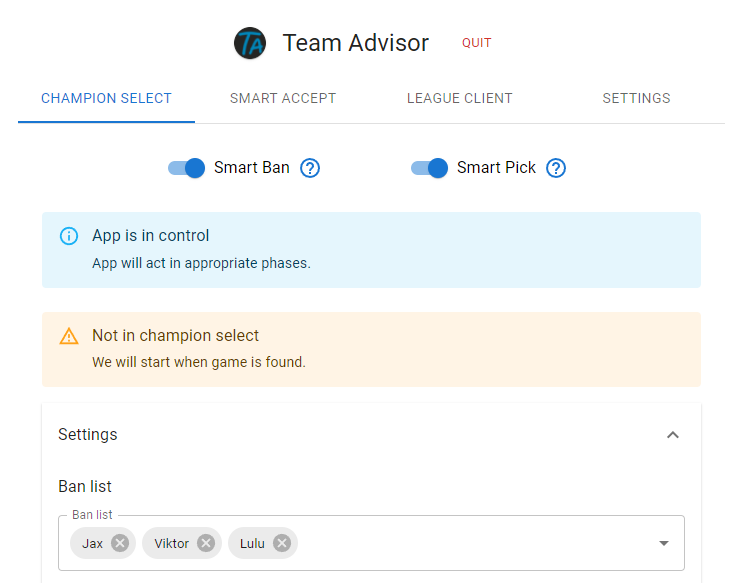 TA Team Advisor QUIT
CHAMPION SELECT SMART ACCEPT LEAGUE CLIENT SETTINGS
Smart Ban ? Smart Pick ?
App is in control
App will act in appropriate phases.
Not in champion select
We will start when game is found.
Settings
Ban list
Ban list
Jax Viktor Lulu